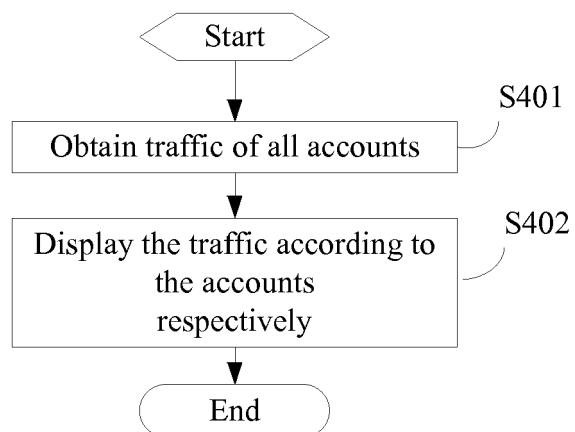 Start
S401
Obtain traffic of all accounts
S402
Display the traffic according to
the accounts
respectively
End